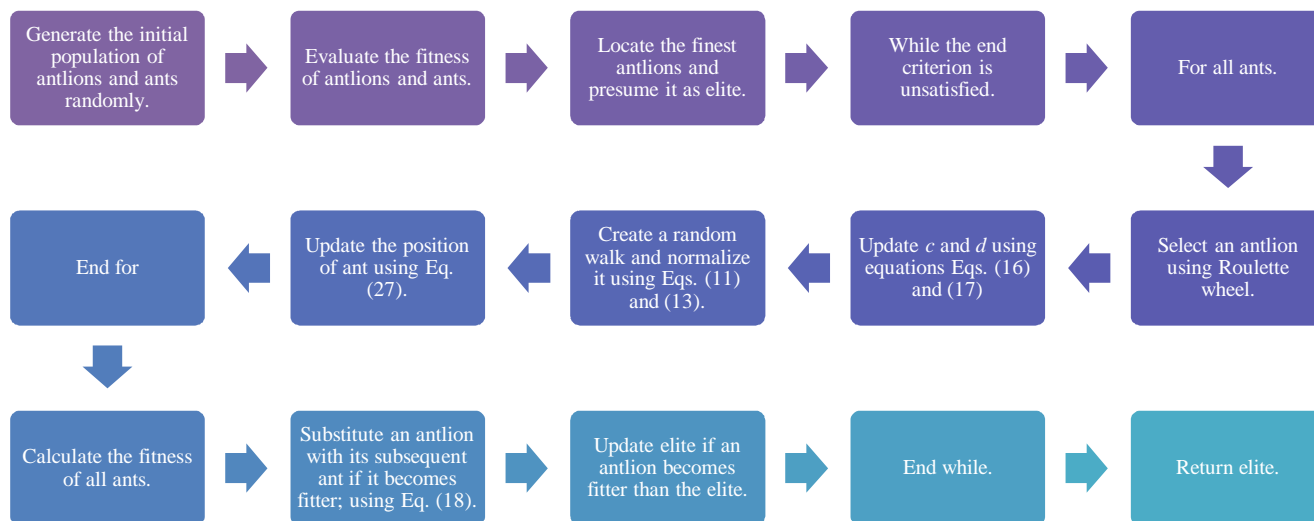 Generate the initial
population of
antlions and ants
randomly.
Evaluate the fitness
of antlions and ants.
Locate the finest
antlions and
presume it as elite.
While the end
criterion is
unsatisfied.
For all ants.
Select an antlion
using Roulette
wheel.
Update c and d using
equations Eqs. (16)
and (17)
Create a random
walk and normalize
it using Eqs. (11)
and (13).
Update the position
of ant using Eq.
(27).
End for
Calculate the fitness
of all ants.
Substitute an antlion
with its subsequent
ant if it becomes
fitter; using Eq. (18).
Update elite if an
antlion becomes
fitter than the elite.
End while.
Return elite.